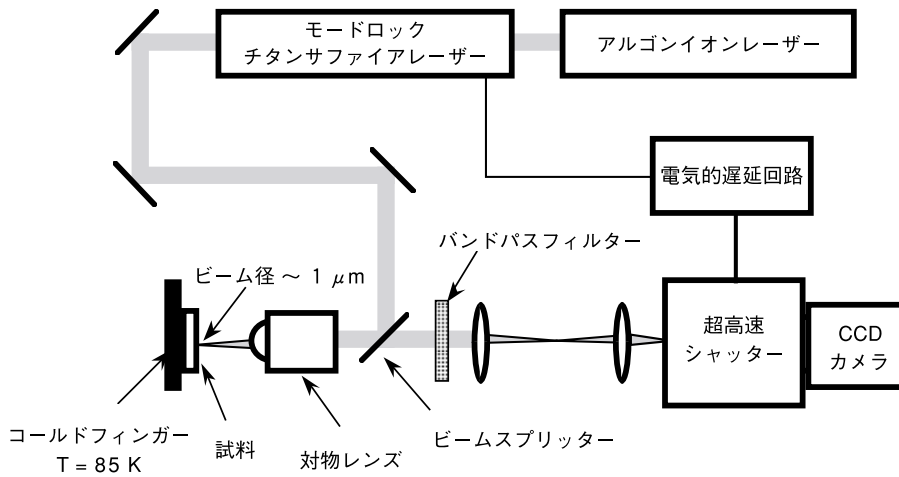 モードロック
チタンサファイアレーザー
アルゴンイオンレーザー
電気的遅延回路
バンドパスフィルター
ビーム径 ~ 1 μm
超高速
シャッター
CCD
カメラ
コールドフィンガー
T = 85 K
試料
対物レンズ
ビームスプリッター